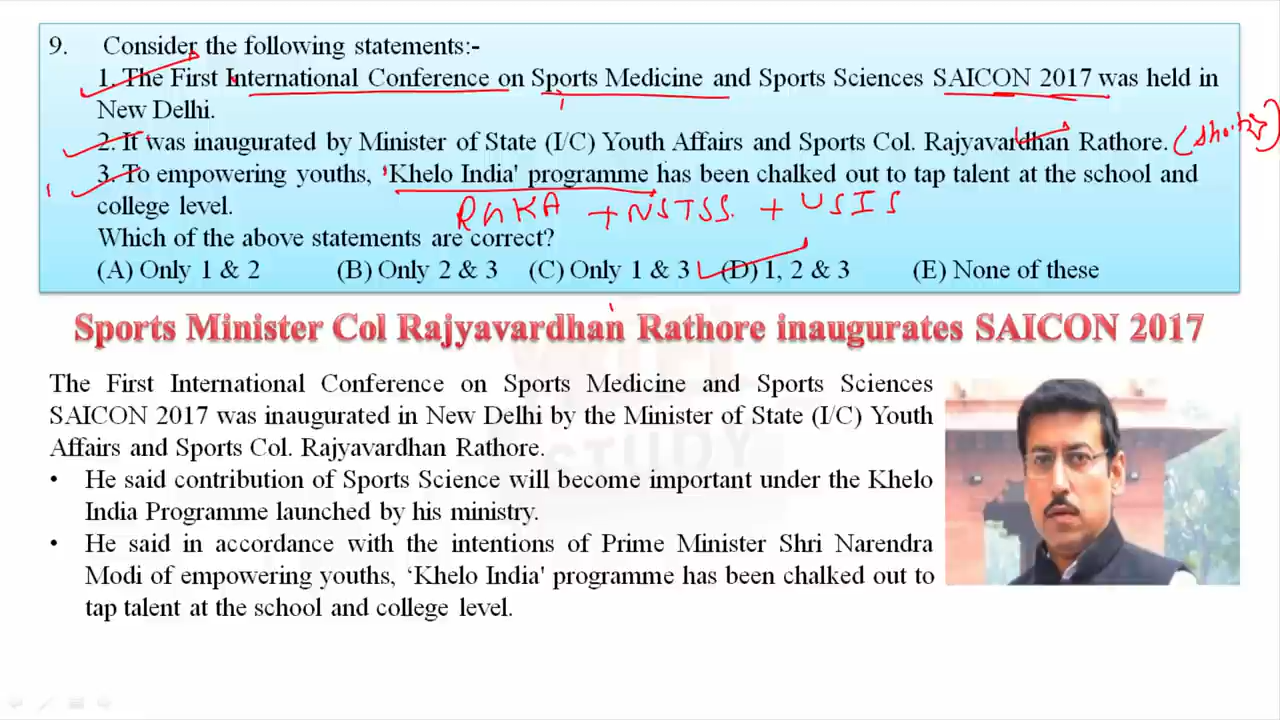 9. Consider the following statements:-
1. The First International Conference on Sports Medicine and Sports Sciences SAICON 2017 was held in
New Delhi.
2. It was inaugurated by Minister of State (I/C) Youth Affairs and Sports Col. Rajyavardhan Rathore.
3. To empowering youths, 'Khelo India' programme has been chalked out to tap talent at the school and
college level.
RGKA + NSTSS + USIS
Which of the above statements are correct?
(A) Only 1 & 2 (B) Only 2 & 3 (C) Only 1 & 3 (D) 1, 2 & 3 (E) None of these
Sports Minister Col Rajyavardhan Rathore inaugurates SAICON 2017
The First International Conference on Sports Medicine and Sports Sciences
SAICON 2017 was inaugurated in New Delhi by the Minister of State (I/C) Youth
Affairs and Sports Col. Rajyavardhan Rathore.
• He said contribution of Sports Science will become important under the Khelo
India Programme launched by his ministry.
• He said in accordance with the intentions of Prime Minister Shri Narendra
Modi of empowering youths, ‘Khelo India' programme has been chalked out to
tap talent at the school and college level.
STUDY